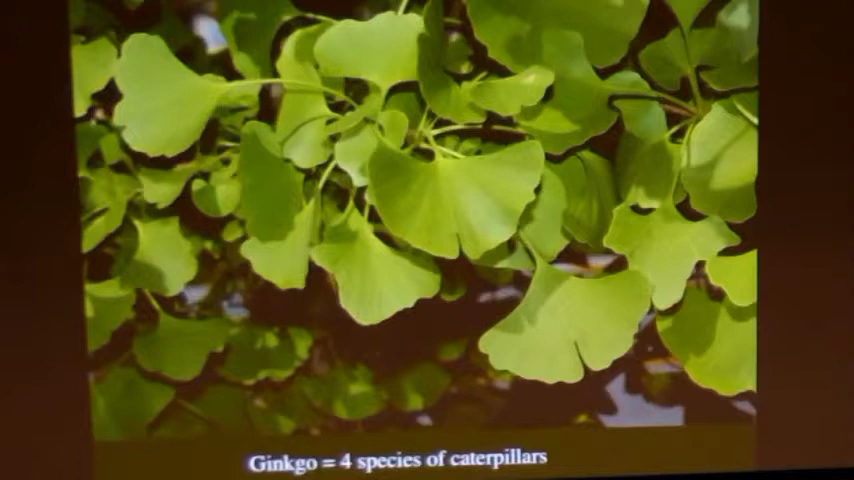 Ginkgo = 4 species of caterpillars